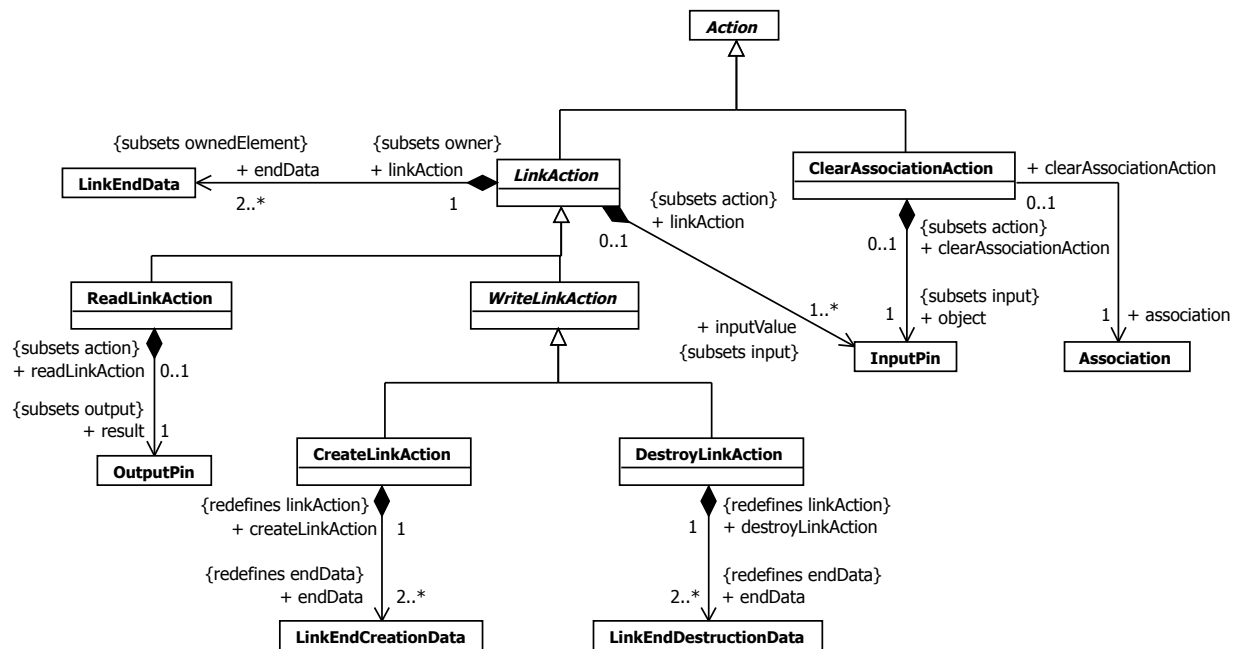 Action
{subsets ownedElement}
{subsets owner}
+ endData
+ linkAction
LinkEndData
2..*
1
LinkAction
{subsets action}
+ linkAction
0..1
ClearAssociationAction
+ clearAssociationAction
0..1
{subsets action}
0..1
+ clearAssociationAction
ReadLinkAction
WriteLinkAction
{subsets input}
1..*
1
+ object
1
+ association
+ inputValue
{subsets input}
InputPin
Association
{subsets action}
+ readLinkAction
0..1
{subsets output}
+ result
1
OutputPin
CreateLinkAction
DestroyLinkAction
{redefines linkAction}
+ createLinkAction
1
{redefines linkAction}
1
+ destroyLinkAction
{redefines endData}
+ endData
2..*
{redefines endData}
2..*
+ endData
LinkEndCreationData
LinkEndDestructionData